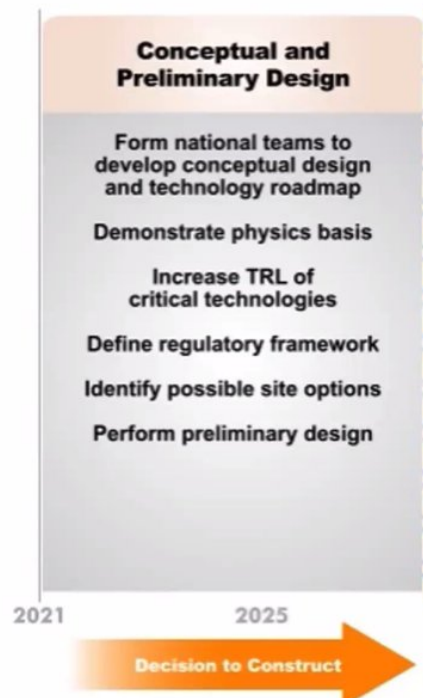 Conceptual and
Preliminary Design
Form national teams to
develop conceptual design
and technology roadmap
Demonstrate physics basis
Increase TRL of
critical technologies
Define regulatory framework
Identify possible site options
Perform preliminary design
2021 2025
Decision to Construct